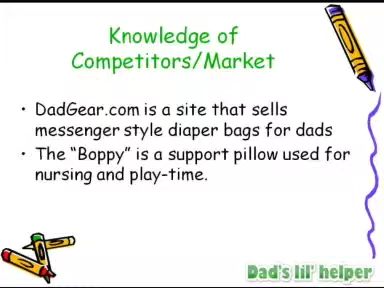 Knowledge of
Competitors/Market
• DadGear.com is a site that sells
messenger style diaper bags for dads
• The “Boppy” is a support pillow used for
nursing and play-time.
Dad's lil' helper